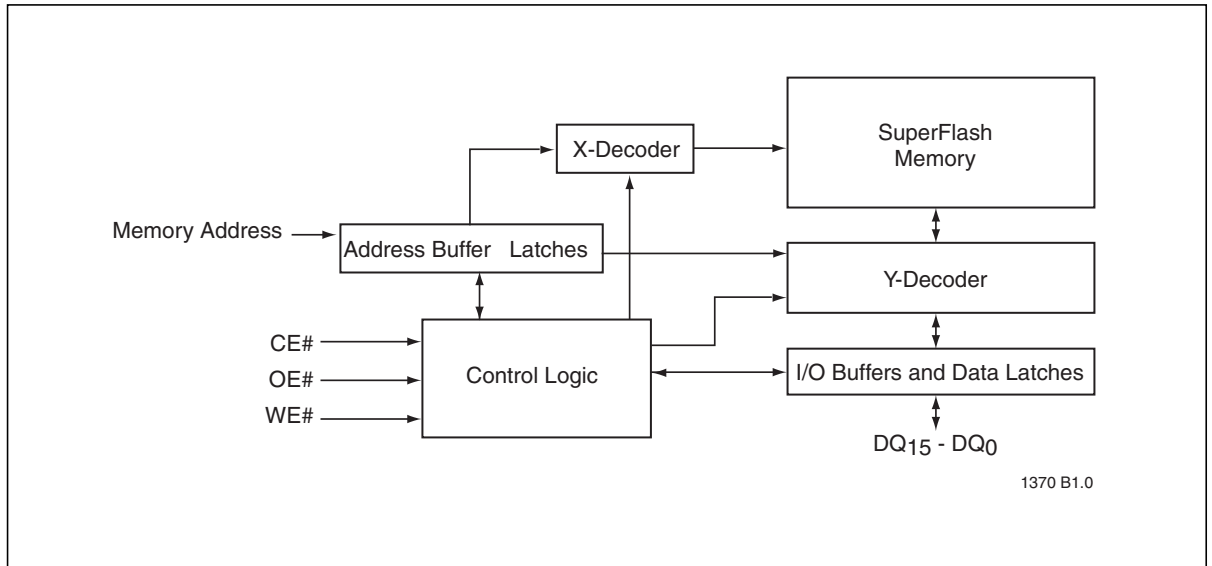 SuperFlash
Memory
X-Decoder
Memory Address
Address Buffer Latches
Y-Decoder
CE#
OE#
WE#
Control Logic
I/O Buffers and Data Latches
DQ15 - DQ0
1370 B1.0